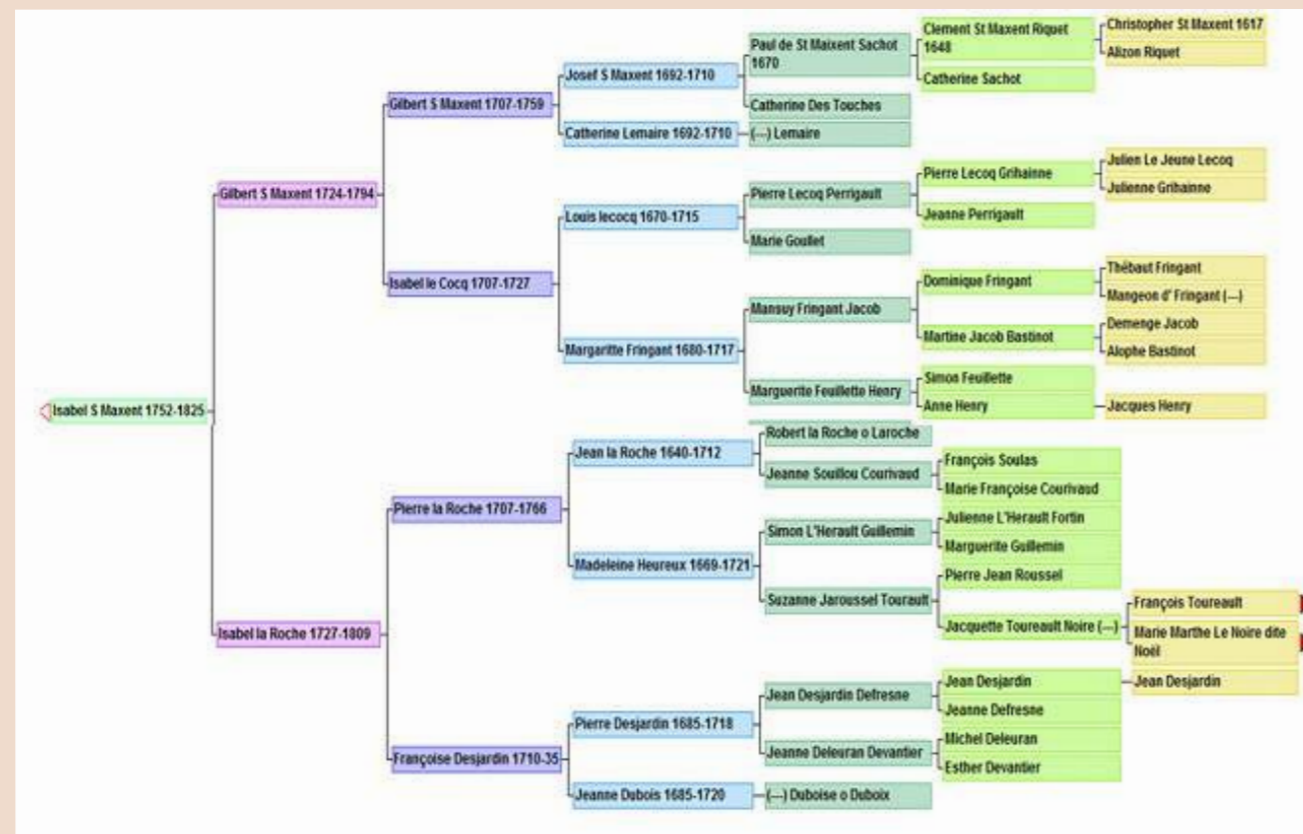 Christopher St Maxent 1617
Clement St Maxent Riquet
1648
Paul de St Maixent Sachot
1670
Alizon Riquet
Josef S Maxent 1692-1710
Catherine Sachot
Gilbert S Maxent 1707-1759
Catherine Des Touches
Catherine Lemaire 1692-1710
(---) Lemaire
Julien Le Jeune Lecoq
Pierre Lecoq Grihainne
Julienne Grihainne
Gilbert S Maxent 1724-1794
Pierre Lecoq Perrigault
Louis lecocq 1670-1715
Jeanne Perrigault
Marie Goullet
Thébaut Fringant
Isabel le Cocq 1707-1727
Dominique Fringant
Mangeon d' Fringant (---)
Mansuy Fringant Jacob
Demenge Jacob
Martine Jacob Bastinot
Margaritte Fringant 1680-1717
Alophe Bastinot
Simon Feuillette
Marguerite Feuillette Henry
Anne Henry
Jacques Henry
Isabel S Maxent 1752-1825
Robert la Roche o Laroche
Jean la Roche 1640-1712
François Soulas
Jeanne Souillou Courivaud
Marie Françoise Courivaud
Pierre la Roche 1707-1766
Julienne L'Herault Fortin
Simon L'Herault Guillemin
Marguerite Guillemin
Madeleine Heureux 1669-1721
Pierre Jean Roussel
Suzanne Jaroussel Tourault
François Toureault
Jacquette Toureault Noire (---)
Isabel la Roche 1727-1809
Marie Marthe Le Noire dite
Noël
Jean Desjardin
Jean Desjardin
Jean Desjardin Defresne
Jeanne Defresne
Pierre Desjardin 1685-1718
Michel Deleuran
Jeanne Deleuran Devantier
Françoise Desjardin 1710-35
Esther Devantier
Jeanne Dubois 1685-1720
(---) Duboise o Duboix